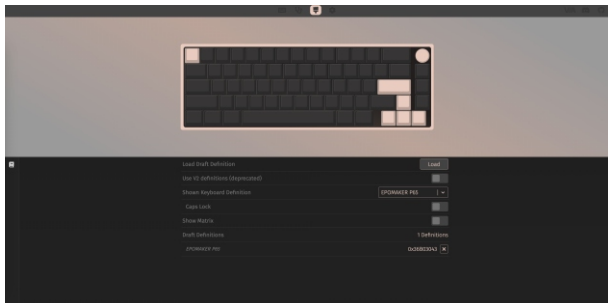 Load Draft Definition
Load
Use V2 definitions (deprecated)
Shown Keyboard Definition
EPOMAKER P65
Caps Lock
Show Matrix
Draft Definitions
1 Definitions
EPOMAKER P65
0x36B03043